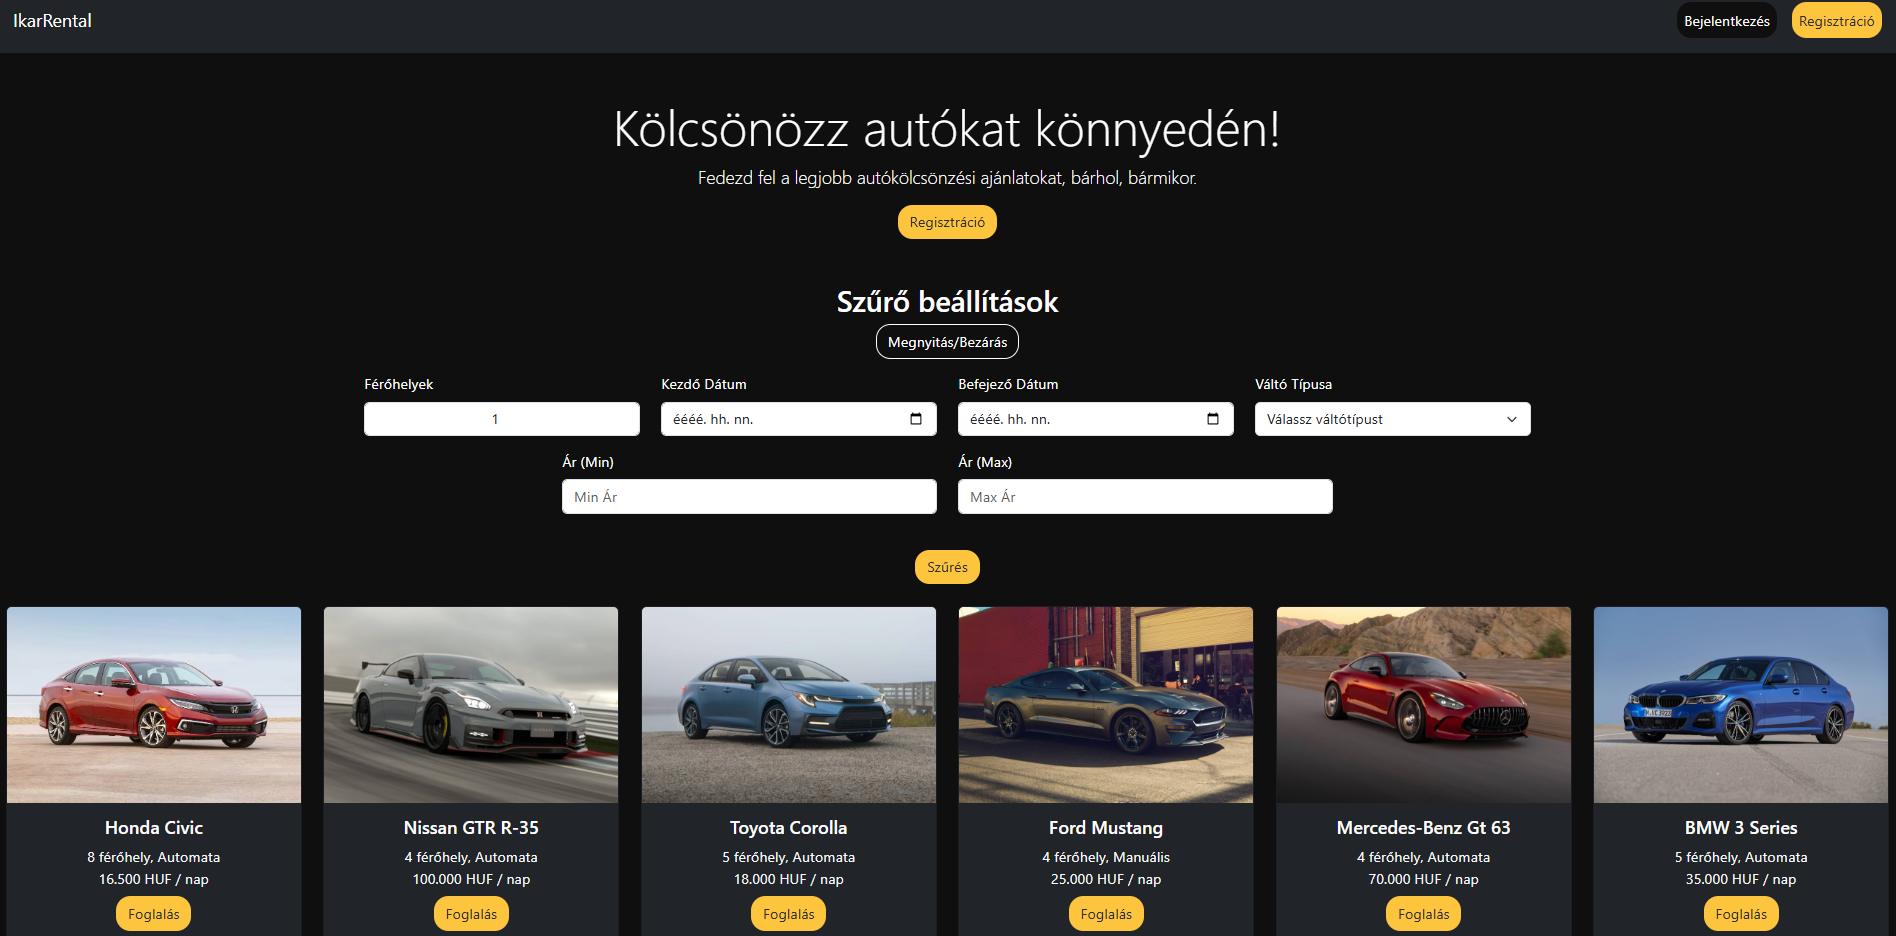 IkarRental
Bejelentkezés
Regisztráció
Kölcsönözz autókat könnyedén!
Fedezd fel a legjobb autókölcsönzési ajánlatokat, bárhol, bármikor.
Regisztráció
Szűrő beállítások
Megnyitás/Bezárás
Férőhelyek
Kezdő Dátum
Befejező Dátum
Váltó Típusa
1
éééé. hh. nn.
éééé. hh. nn.
Válassz váltótípust
Ár (Min)
Ár (Max)
Min Ár
Max Ár
Szűrés
Honda Civic
8 férőhely, Automata
16.500 HUF / nap
Foglalás
Nissan GTR R-35
4 férőhely, Automata
100.000 HUF / nap
Foglalás
Toyota Corolla
5 férőhely, Automata
18.000 HUF / nap
Foglalás
Ford Mustang
4 férőhely, Manuális
25.000 HUF / nap
Foglalás
Mercedes-Benz Gt 63
4 férőhely, Automata
70.000 HUF / nap
Foglalás
BMW 3 Series
5 férőhely, Automata
35.000 HUF / nap
Foglalás